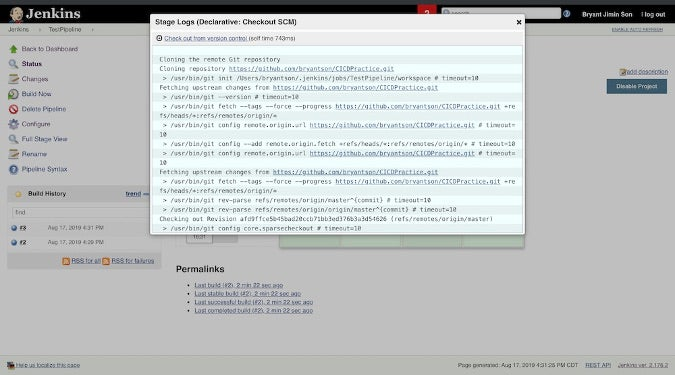 Jenkins
2
search
Bryant Jimin Son
log out
Jenkins
TestPipeline
ENABLE AUTO REFRESH
Stage Logs (Declarative: Checkout SCM)
Check out from version control (self time 743ms)
Cloning the remote Git repository
Cloning repository https://github.com/bryantson/CICDPractice.git
> /usr/bin/git init /Users/bryantson/.jenkins/jobs/TestPipeline/workspace # timeout=10
Fetching upstream changes from https://github.com/bryantson/CICDPractice.git
> /usr/bin/git --version # timeout=10
> /usr/bin/git fetch --tags --force --progress https://github.com/bryantson/CICDPractice.git +re
fs/heads/*:refs/remotes/origin/*
> /usr/bin/git config remote.origin.url https://github.com/bryantson/CICDPractice.git # timeout=
10
> /usr/bin/git config --add remote.origin.fetch +refs/heads/*:refs/remotes/origin/* # timeout=10
> /usr/bin/git config remote.origin.url https://github.com/bryantson/CICDPractice.git # timeout=
10
Fetching upstream changes from https://github.com/bryantson/CICDPractice.git
> /usr/bin/git fetch --tags --force --progress https://github.com/bryantson/CICDPractice.git +re
fs/heads/*:refs/remotes/origin/*
> /usr/bin/git rev-parse refs/remotes/origin/master^{commit} # timeout=10
> /usr/bin/git rev-parse refs/remotes/origin/origin/master^{commit} # timeout=10
Checking out Revision (refs/remotes/origin/master)
> /usr/bin/git config core.sparsecheckout # timeout=10
Back to Dashboard
Status
Changes
Build Now
Delete Pipeline
Configure
Full Stage View
Rename
Pipeline Syntax
add description
Disable Project
Build History
trend
find
#3
Aug 17, 2019 4:31 PM
#2
Aug 17, 2019 4:29 PM
RSS for all
RSS for failures
Permalinks
Last build (#2), 2 min 22 sec ago
Last stable build (#2), 2 min 22 sec ago
Last successful build (#2), 2 min 22 sec ago
Last completed build (#2), 2 min 22 sec ago
Help us localize this page
Page generated: Aug 17, 2019 4:31:25 PM CDT
REST API
Jenkins ver. 2.176.2